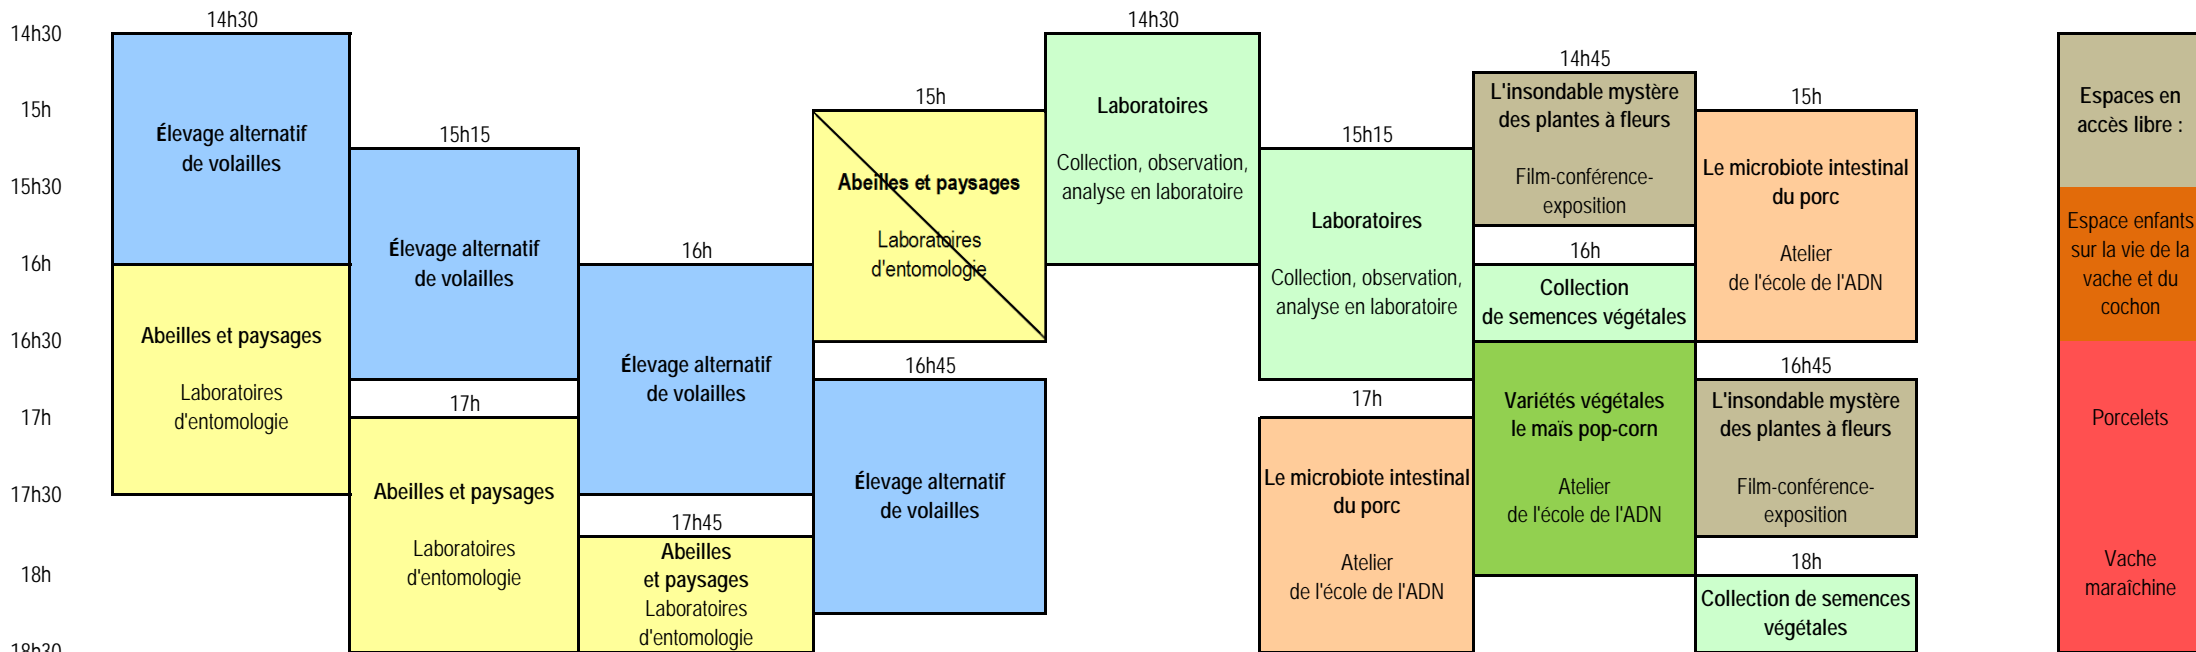 14h30
15h
15h30
16h
16h30
17h
17h30
18h
18h30
14h30
Élevage alternatif
de volailles
Abeilles et paysages
Laboratoires
d'entomologie
15h15
Élevage alternatif
de volailles
17h
Abeilles et paysages
Laboratoires
d'entomologie
16h
Élevage alternatif
de volailles
17h45
Abeilles
et paysages
Laboratoires
d'entomologie
15h
Abeilles et paysages
Laboratoires
d'entomologie
16h45
Élevage alternatif
de volailles
14h30
Laboratoires
Collection, observation,
analyse en laboratoire
15h15
Laboratoires
Collection, observation,
analyse en laboratoire
17h
Le microbiote intestinal
du porc
Atelier
de l'école de l'ADN
14h45
L'insondable mystère
des plantes à fleurs
Film-conférence-
exposition
16h
Collection
de semences végétales
Variétés végétales
le maïs pop-corn
Atelier
de l'école de l'ADN
15h
Le microbiote intestinal
du porc
Atelier
de l'école de l'ADN
16h45
L'insondable mystère
des plantes à fleurs
Film-conférence-
exposition
18h
Collection de semences
végétales
Espaces en
accès libre :
Espace enfants
sur la vie de la
vache et du
cochon
Porcelets
Vache
maraîchine